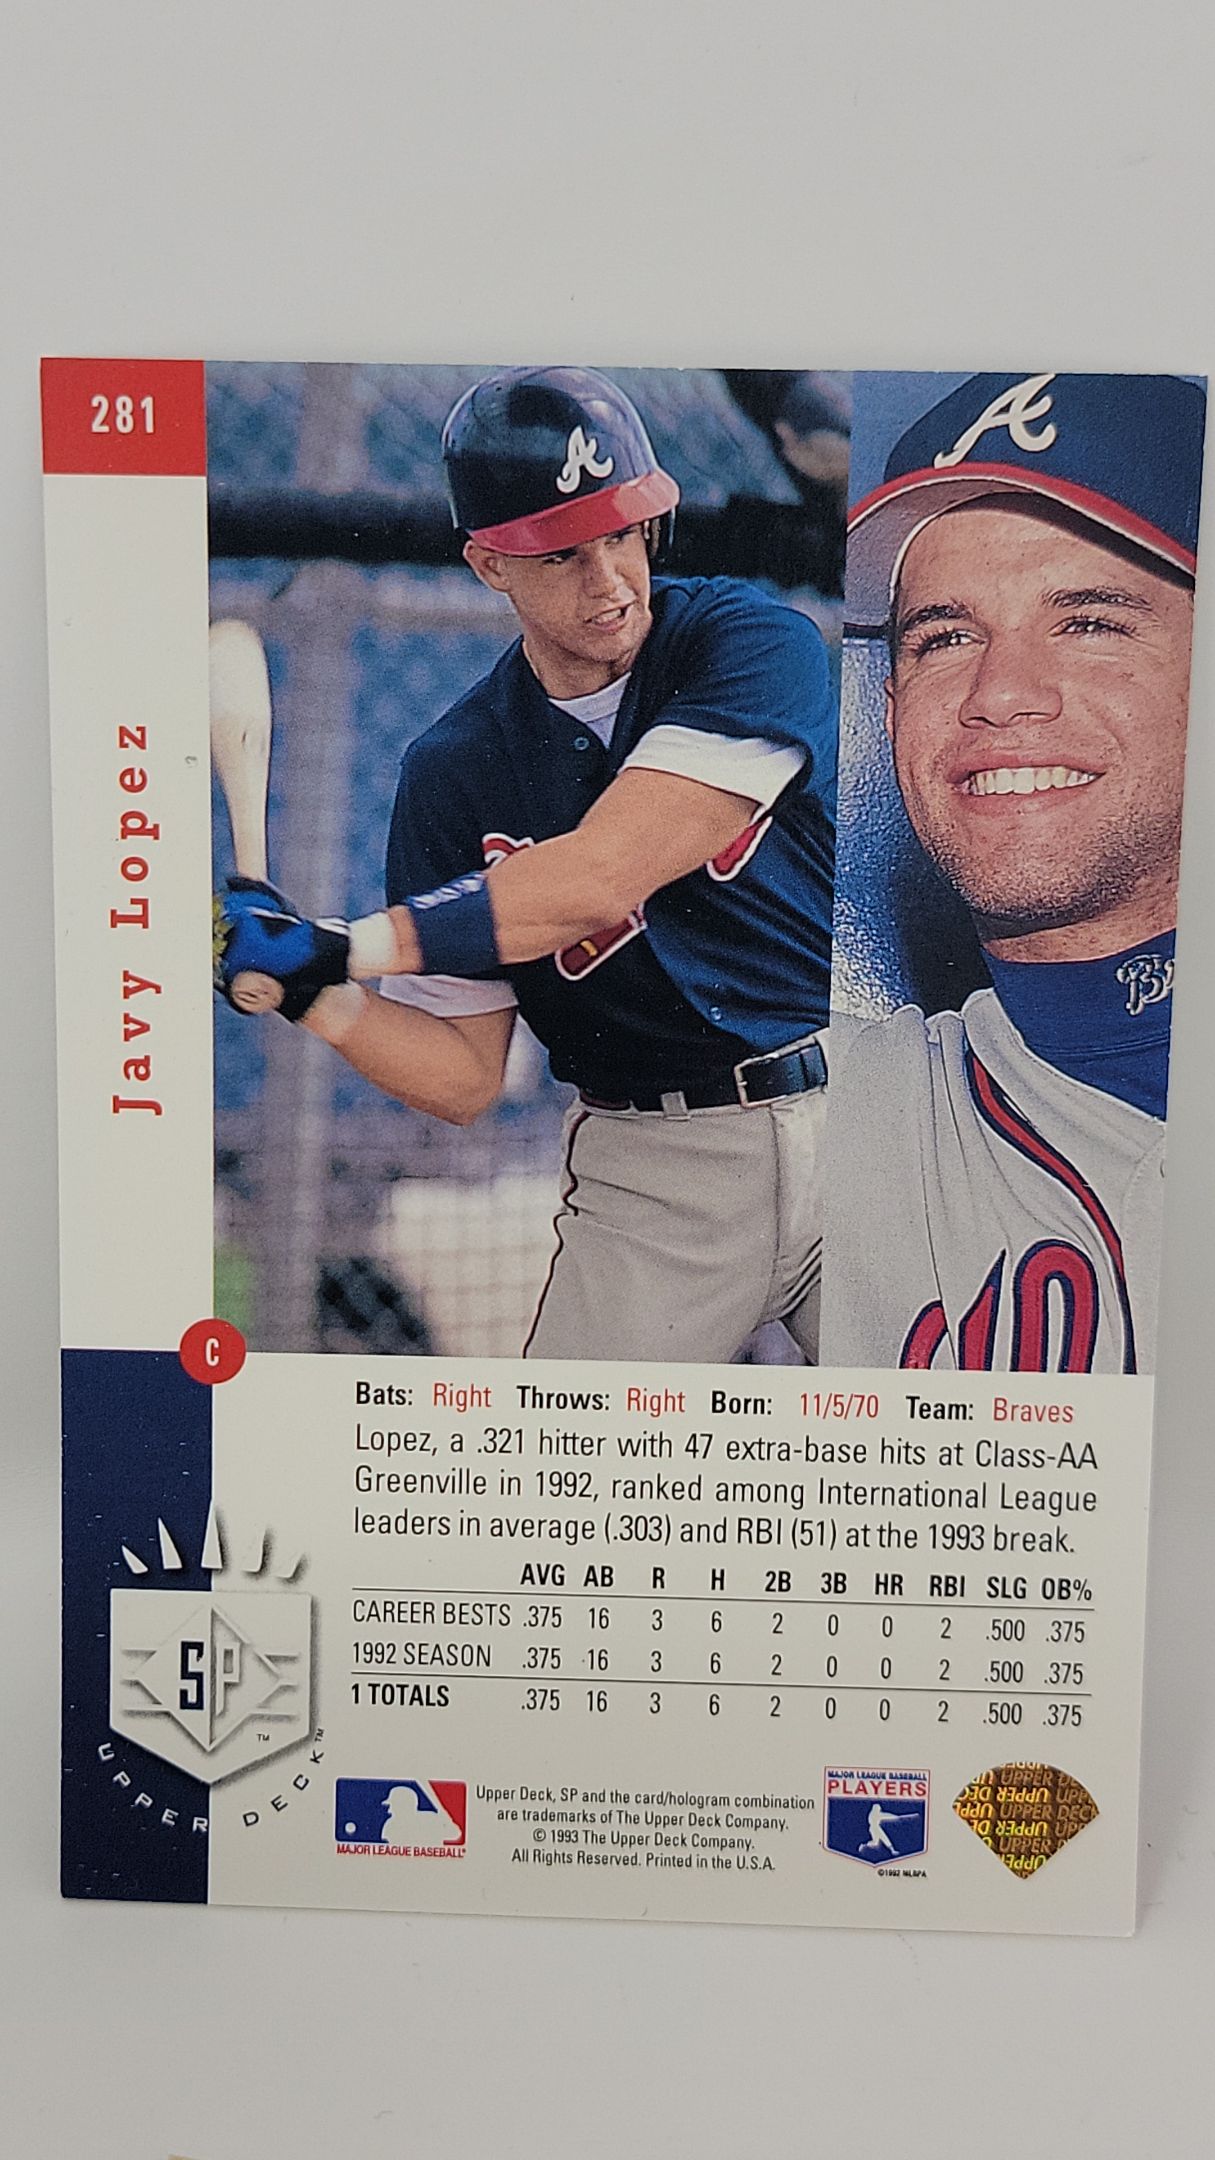 281
Javy Lopez
A
A
C
Bats: Right Throws: Right Born: 11/5/70 Team: Braves
Lopez, a .321 hitter with 47 extra-base hits at Class-AA
Greenville in 1992, ranked among International League
leaders in average (.303) and RBI (51) at the 1993 break.
AVG AB R H 2B 3B HR RBI SLG OB%
CAREER BESTS .375 16 3 6 2 0 0 2 .500 .375
1992 SEASON .375 16 3 6 2 0 0 2 .500 .375
1 TOTALS .375 16 3 6 2 0 0 2 .500 .375
SP™
UPPER DECK™
MAJOR LEAGUE BASEBALL®
Upper Deck, SP and the card/hologram combination
are trademarks of The Upper Deck Company.
© 1993 The Upper Deck Company.
All Rights Reserved. Printed in the U.S.A.
MAJOR LEAGUE BASEBALL
PLAYERS
©1992 MLBPA
UPPER DECK